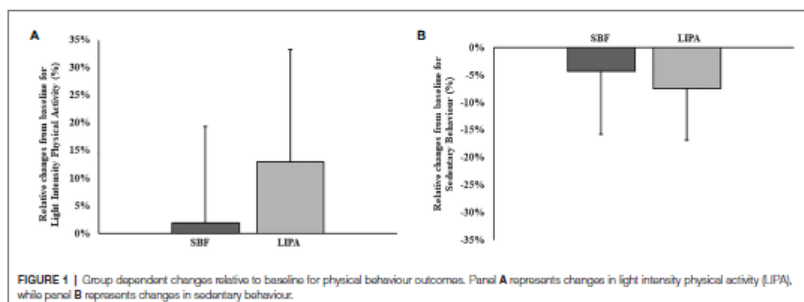 A
35%
30%
25%
20%
15%
10%
5%
0%
Relative changes from baseline for
Light Intensity Physical Activity (%)
SBF
LIPA
B
SBF
LIPA
0%
-5%
-10%
-15%
-20%
-25%
-30%
-35%
Relative changes from baseline for
Sedentary Behaviour
(%)
FIGURE 1 | Group dependent changes relative to baseline for physical behaviour outcomes. Panel A represents changes in light intensity physical activity (LIPA),
while panel B represents changes in sedentary behaviour.